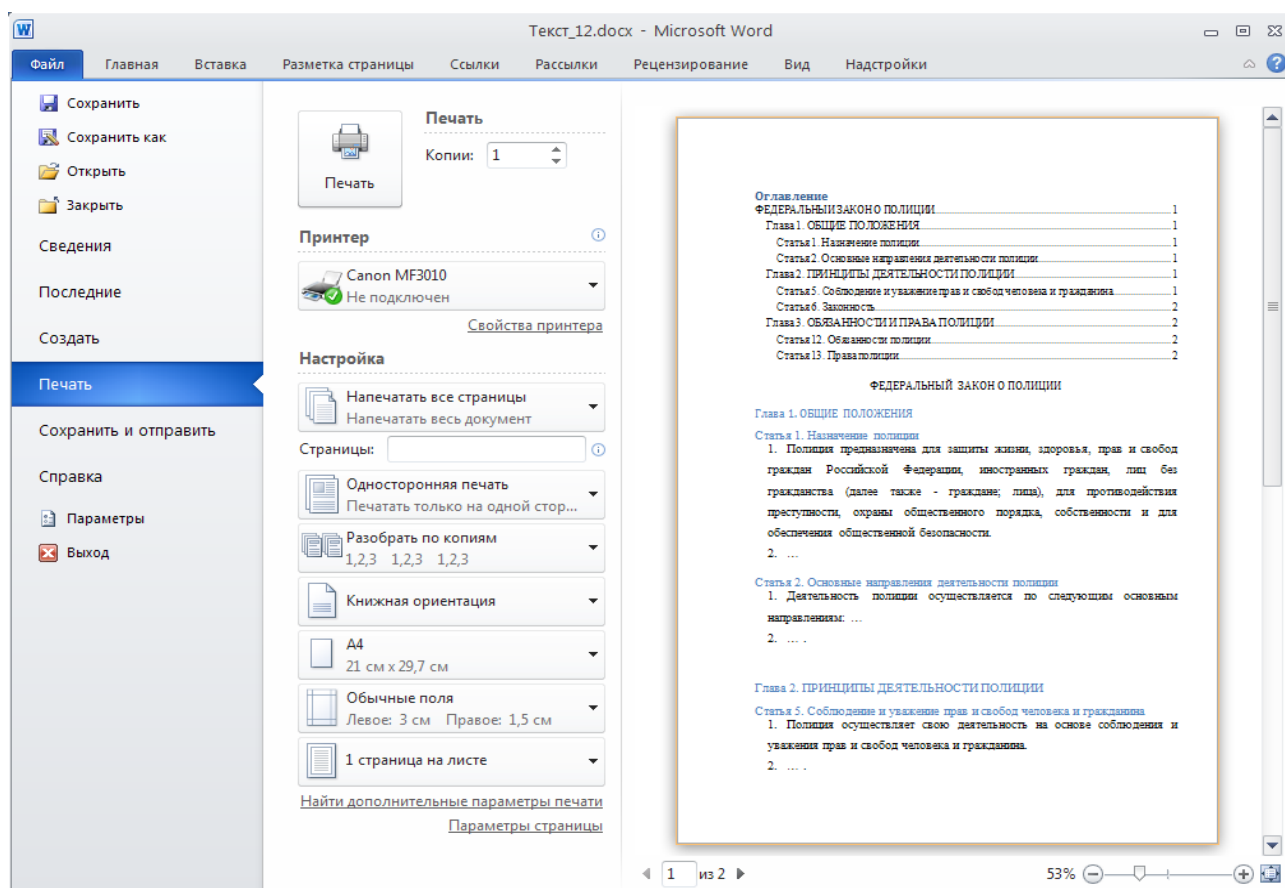 Текст_12.docx - Microsoft Word
Файл Главная Вставка Разметка страницы Ссылки Рассылки Рецензирование Вид Надстройки
Сохранить
Сохранить как
Открыть
Закрыть
Сведения
Последние
Создать
Печать
Сохранить и отправить
Справка
Параметры
Выход
Печать
Печать
Копии: 1
Принтер
Canon MF3010
Не подключен
Свойства принтера
Настройка
Напечатать все страницы
Напечатать весь документ
Страницы:
Односторонняя печать
Печатать только на одной стор...
Разобрать по копиям
1,2,3 1,2,3 1,2,3
Книжная ориентация
A4
21 см x 29,7 см
Обычные поля
Левое: 3 см Правое: 1,5 см
1 страница на листе
Найти дополнительные параметры печати
Параметры страницы
Оглавление
ФЕДЕРАЛЬНЫЙ ЗАКОН О ПОЛИЦИИ 1
Глава 1. ОБЩИЕ ПОЛОЖЕНИЯ 1
Статья 1. Назначение полиции 1
Статья 2. Основные направления деятельности полиции 1
Глава 2. ПРИНЦИПЫ ДЕЯТЕЛЬНОСТИ ПОЛИЦИИ 1
Статья 5. Соблюдение и уважение прав и свобод человека и гражданина 1
Статья 6. Законность 2
Глава 3. ОБЯЗАННОСТИ И ПРАВА ПОЛИЦИИ 2
Статья 12. Обязанности полиции 2
Статья 13. Права полиции 2
ФЕДЕРАЛЬНЫЙ ЗАКОН О ПОЛИЦИИ
Глава 1. ОБЩИЕ ПОЛОЖЕНИЯ
Статья 1. Назначение полиции
1. Полиция предназначена для защиты жизни, здоровья, прав и свобод
граждан Российской Федерации, иностранных граждан, лиц без
гражданства (далее также - граждане; лица), для противодействия
преступности, охраны общественного порядка, собственности и для
обеспечения общественной безопасности.
2. ...
Статья 2. Основные направления деятельности полиции
1. Деятельность полиции осуществляется по следующим основным
направлениям: ...
2. ... .
Глава 2. ПРИНЦИПЫ ДЕЯТЕЛЬНОСТИ ПОЛИЦИИ
Статья 5. Соблюдение и уважение прав и свобод человека и гражданина
1. Полиция осуществляет свою деятельность на основе соблюдения и
уважения прав и свобод человека и гражданина.
2. ... .
1 из 2
53%